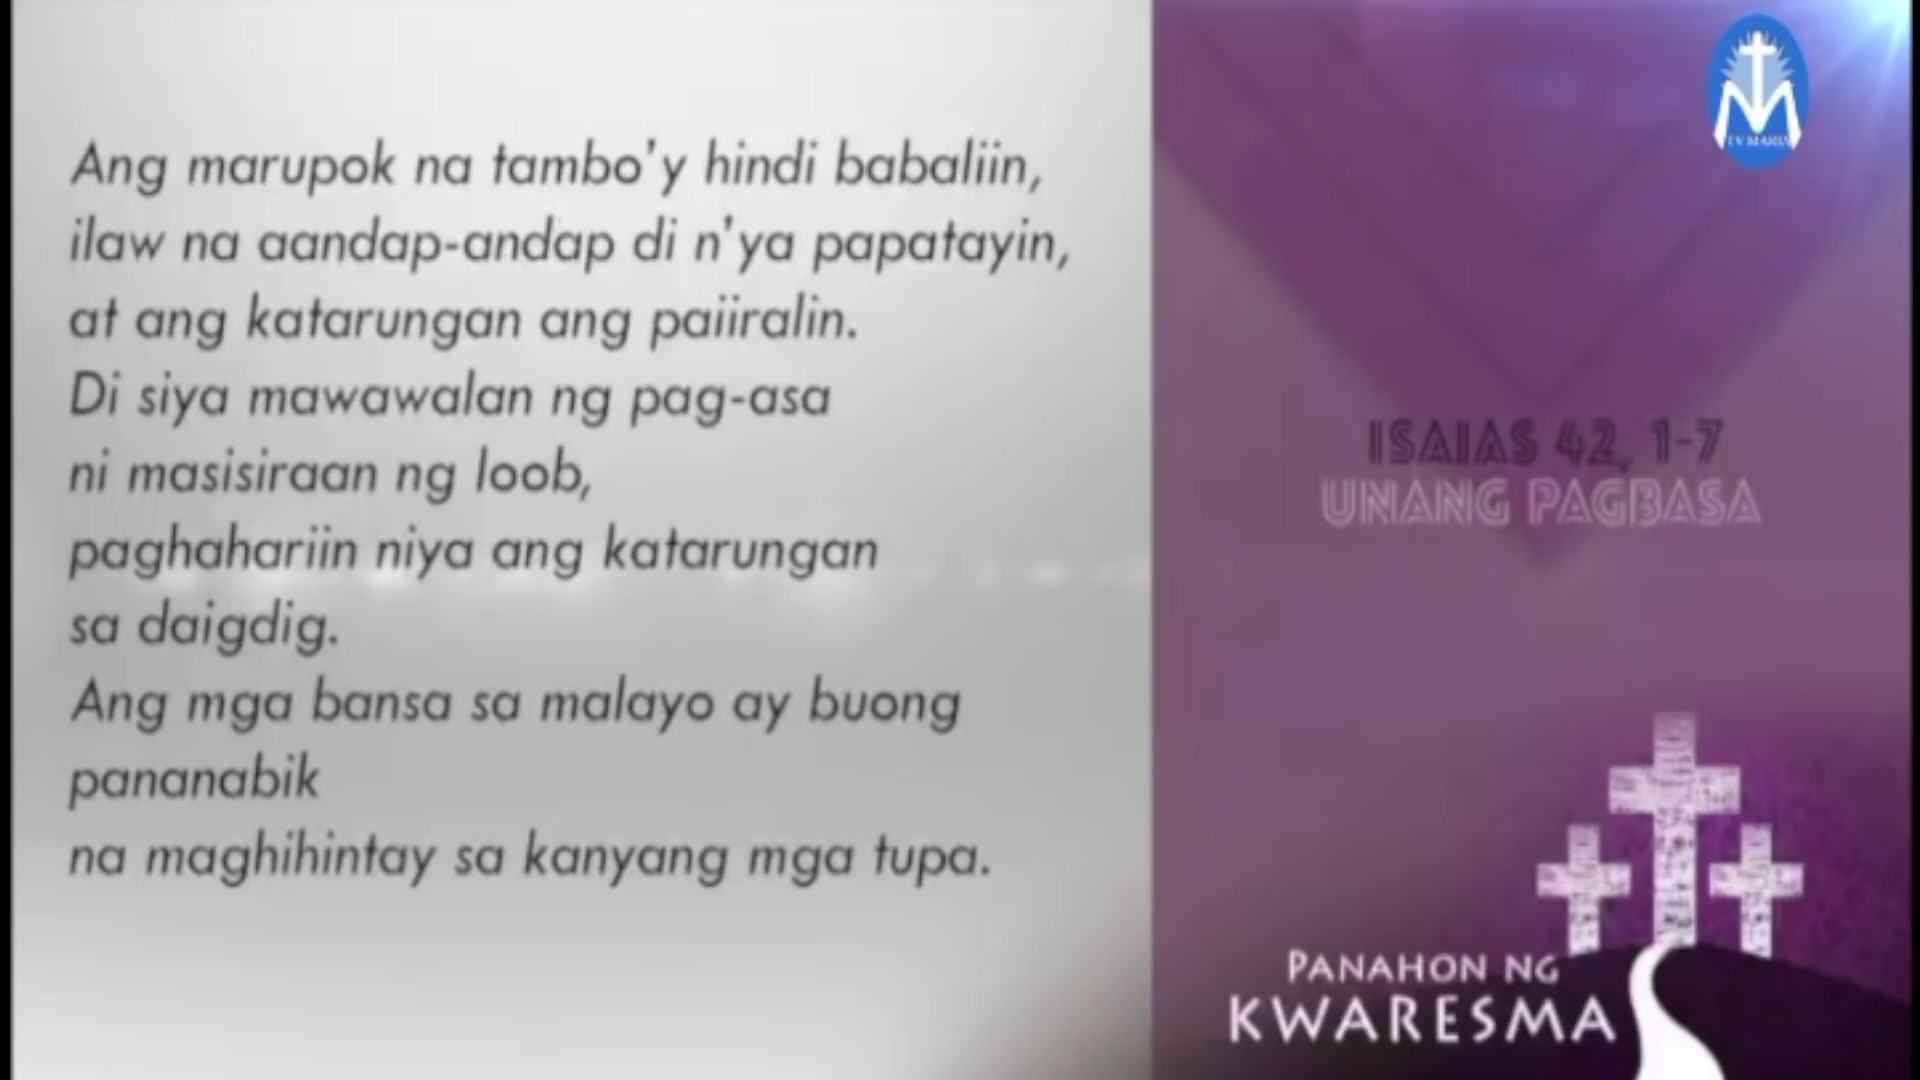 Ang marupok na tambo'y hindi babaliin,
ilaw na aandap-andap di n'ya papatayin,
at ang katarungan ang paiiralin.
Di siya mawawalan ng pag-asa
ni masisiraan ng loob,
paghahariin niya ang katarungan
sa daigdig.
Ang mga bansa sa malayo ay buong
pananabik
na maghihintay sa kanyang mga tupa.
TV MARIA
ISAIAS 42, 1-7
UNANG PAGBASA
PANAHON NG
KWARESMA